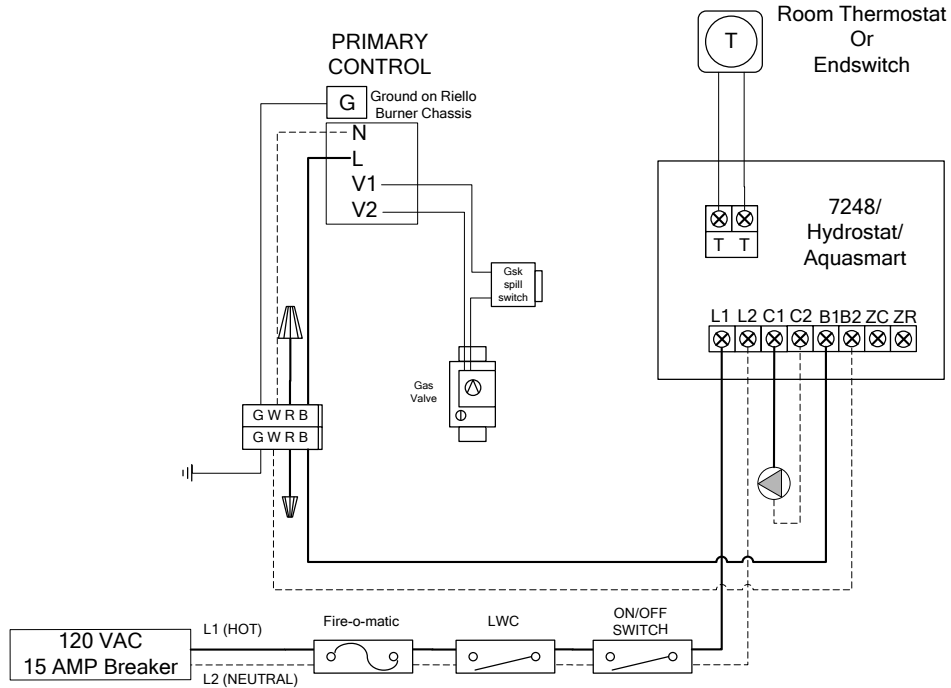 Room Thermostat
Or
Endswitch
T
PRIMARY
CONTROL
G
Ground on Riello
Burner Chassis
N
L
V1
V2
7248/
Hydrostat/
Aquasmart
T T
Gsk
spill
switch
L1 L2 C1 C2 B1 B2 ZC ZR
Gas
Valve
G W R B
G W R B
120 VAC
15 AMP Breaker
L1 (HOT)
L2 (NEUTRAL)
Fire-o-matic
LWC
ON/OFF
SWITCH